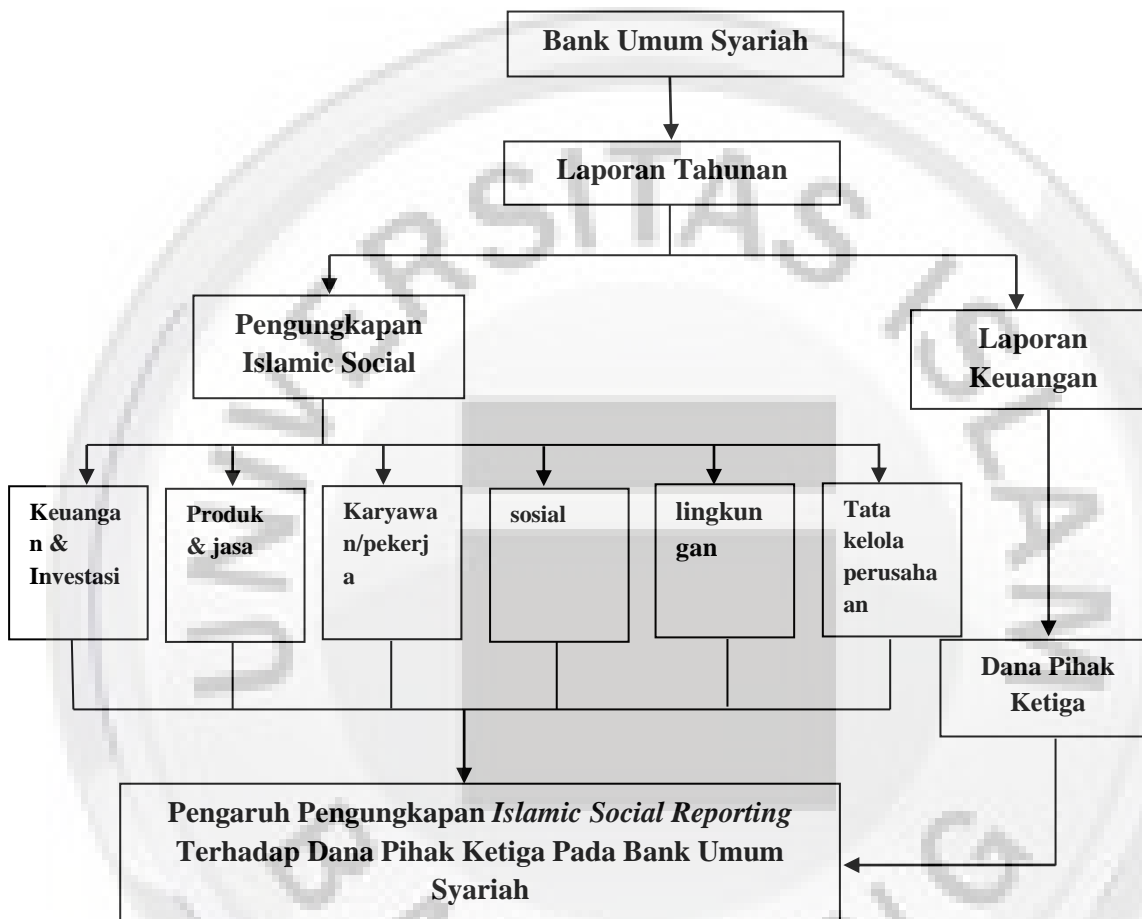 Bank Umum Syariah
Laporan Tahunan
Pengungkapan
Islamic Social
Laporan
Keuangan
Keuanga
n &
Investasi
Produk
& jasa
Karyawa
n/pekerj
a
sosial
lingkun
gan
Tata
kelola
perusaha
an
Dana Pihak
Ketiga
Pengaruh Pengungkapan Islamic Social Reporting
Terhadap Dana Pihak Ketiga Pada Bank Umum
Syariah
UNIVERSITAS ISLAM